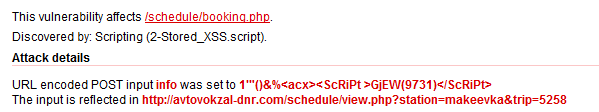 This vulnerability affects /schedule/booking.php.
Discovered by: Scripting (2-Stored_XSS.script).
Attack details
URL encoded POST input info was set to 1'"()&%<acx><ScRiPt >GjEW(9731)</ScRiPt>
The input is reflected in http://avtovokzal-dnr.com/schedule/view.php?station=makeevka&trip=5258